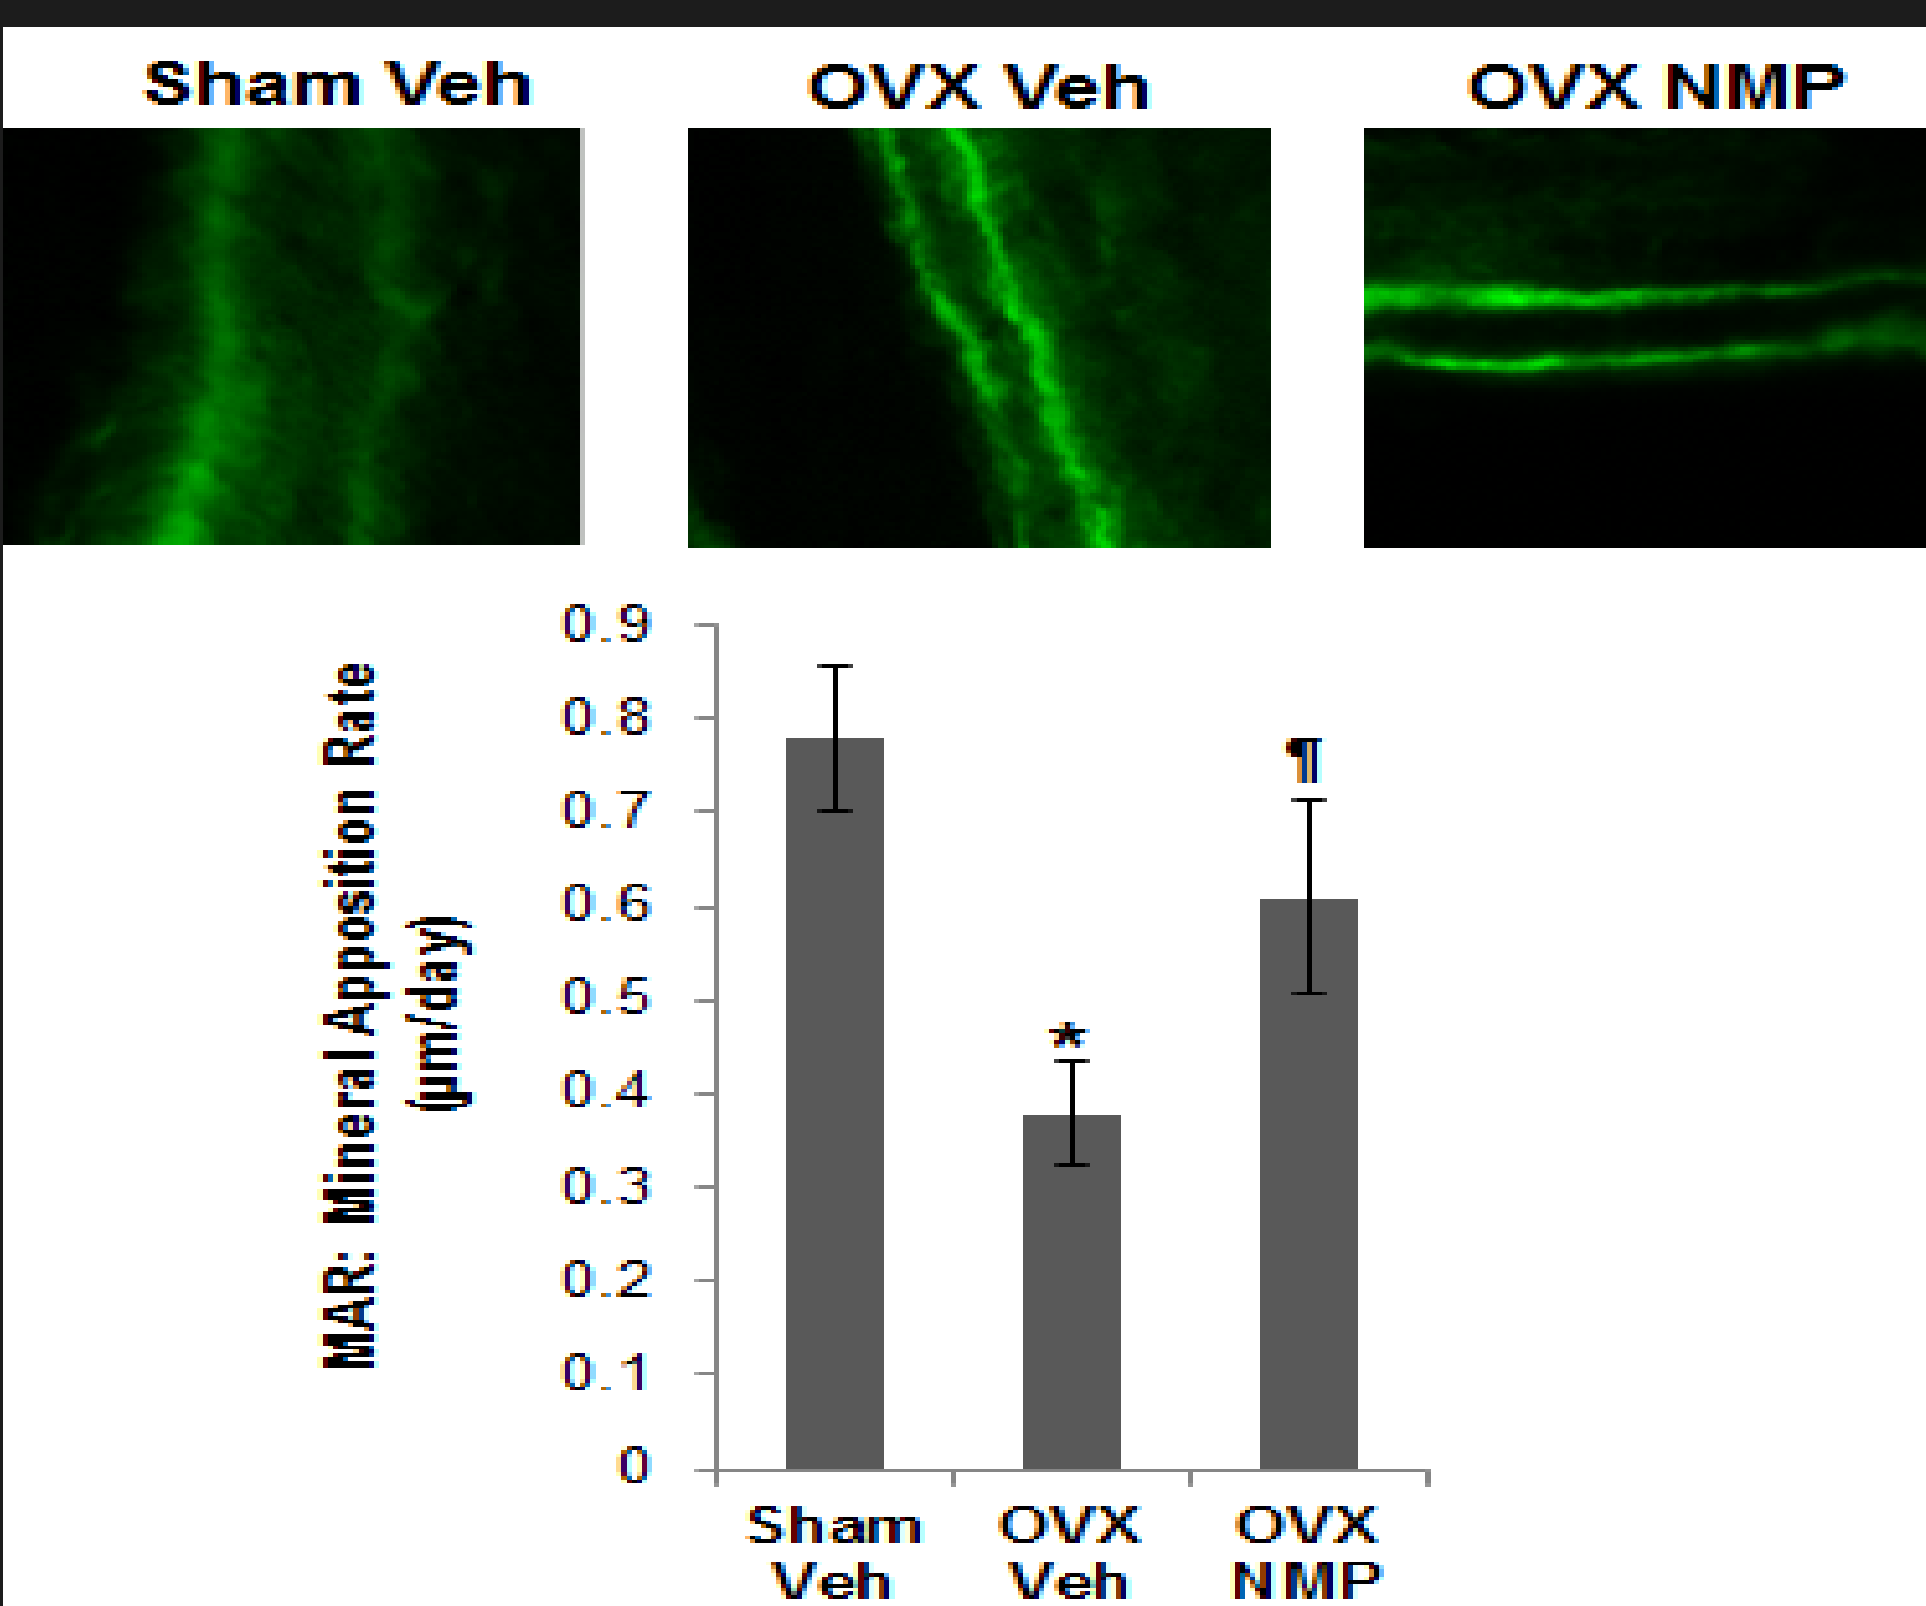 Sham Veh
OVX Veh
OVX NMP
MAR: Mineral Apposition Rate
(µm/day)
0.9
0.8
0.7
0.6
0.5
0.4
0.3
0.2
0.1
0
*
¶
Sham
Veh
OVX
Veh
OVX
NMP